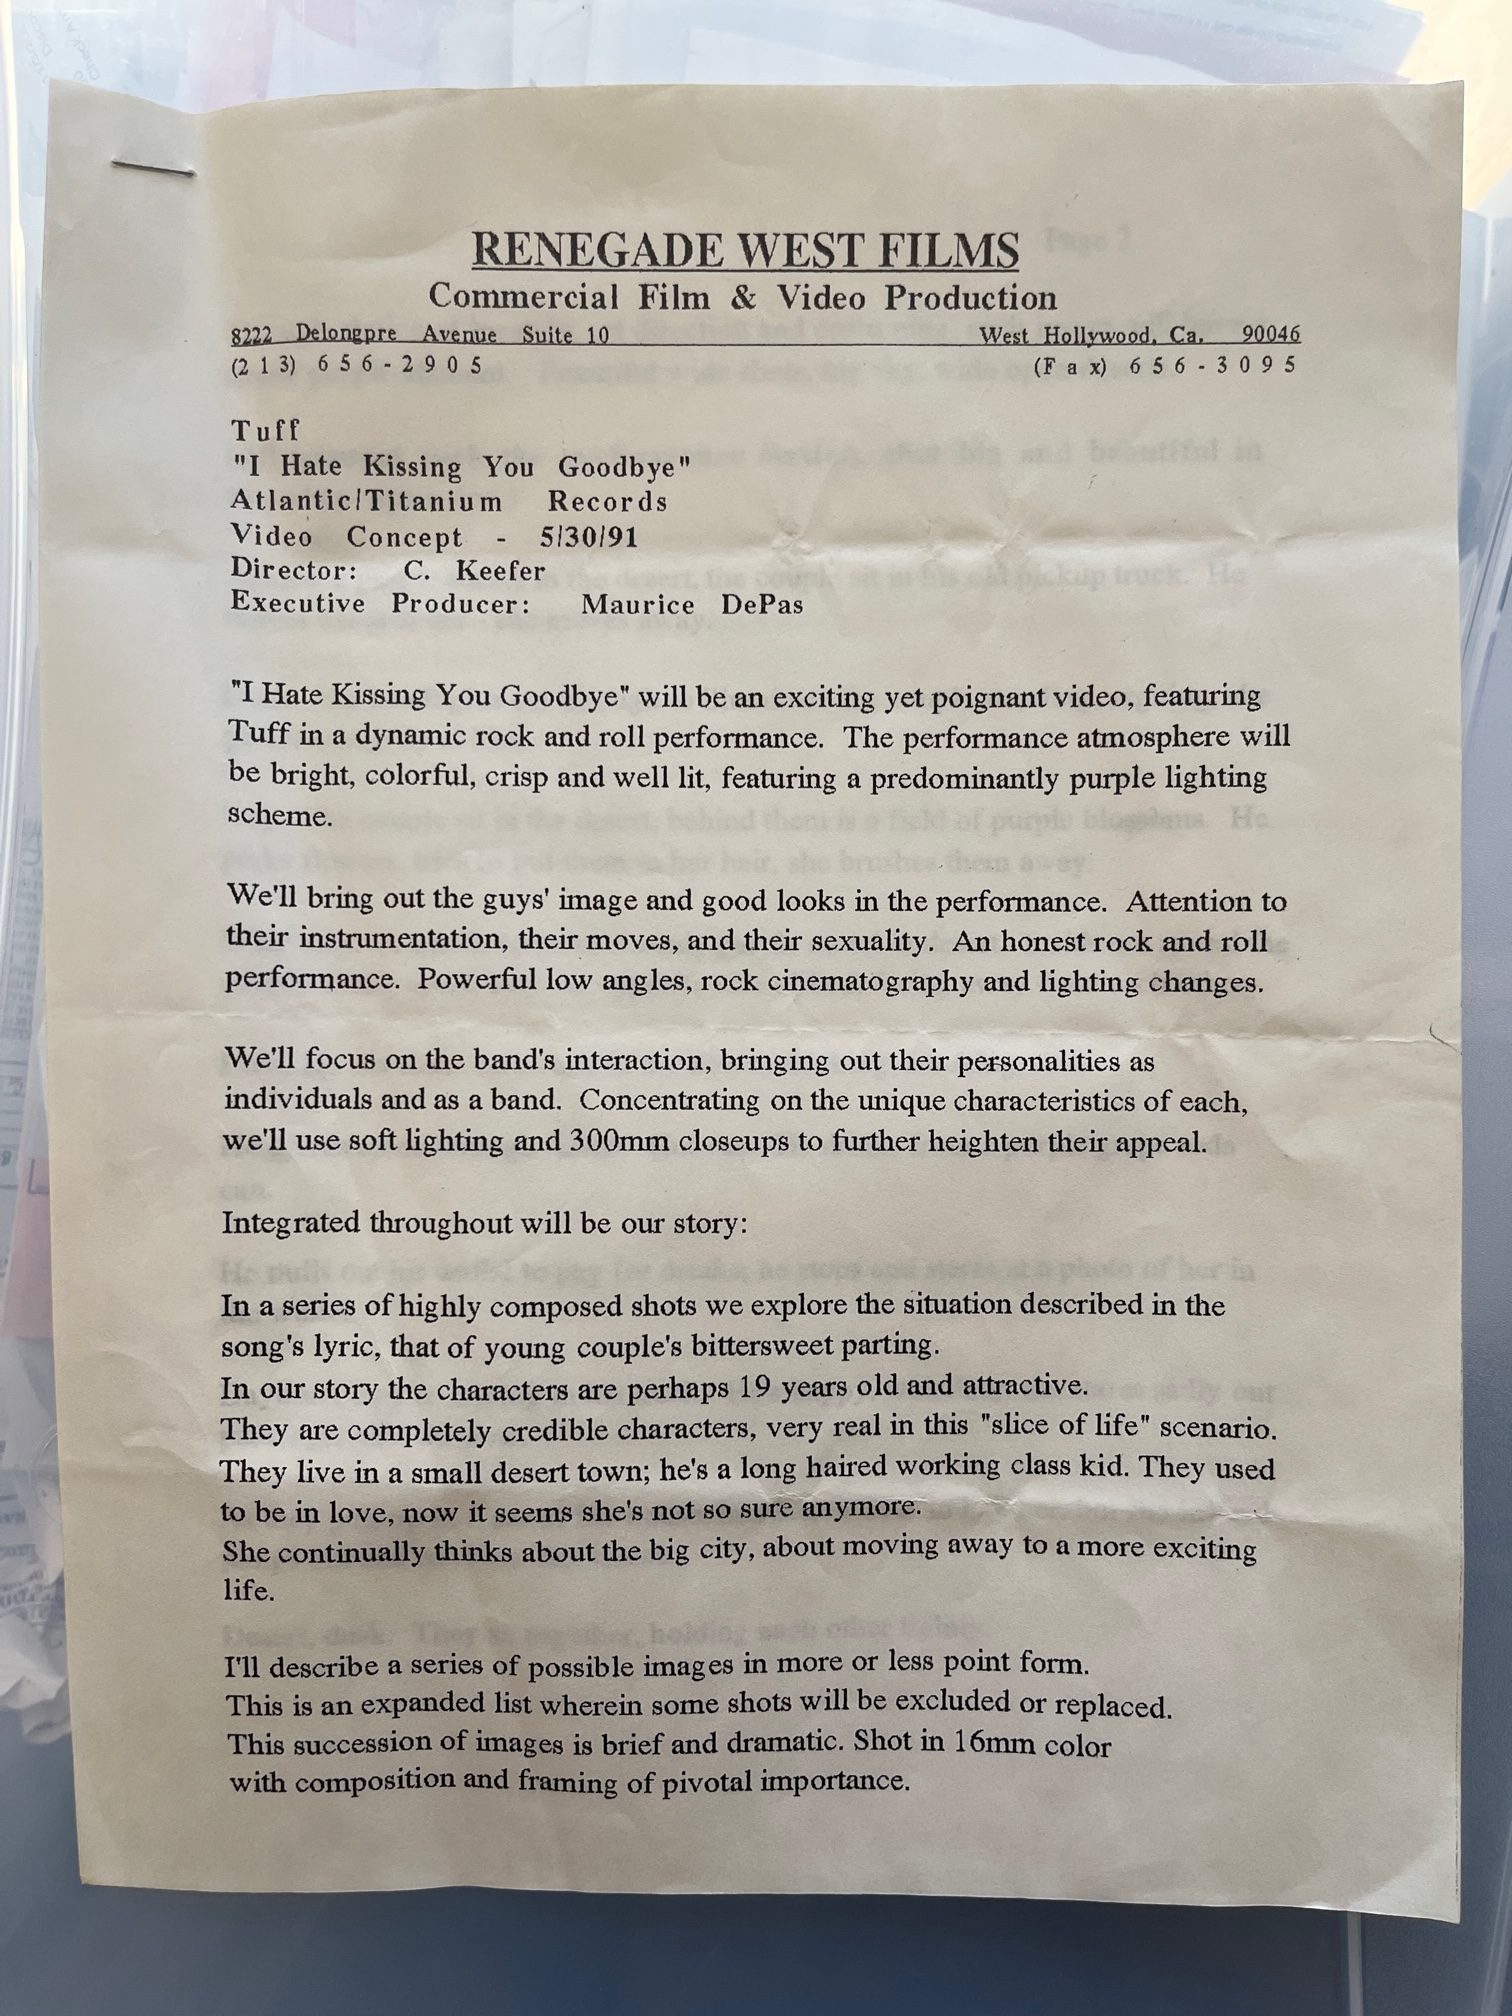 RENEGADE WEST FILMS
Commercial Film & Video Production
8222 Delongpre Avenue Suite 10 West Hollywood, Ca. 90046
(213) 656-2905 (Fax) 656-3095
Tuff
"I Hate Kissing You Goodbye"
Atlantic/Titanium Records
Video Concept - 5/30/91
Director: C. Keefer
Executive Producer: Maurice DePas
"I Hate Kissing You Goodbye" will be an exciting yet poignant video, featuring
Tuff in a dynamic rock and roll performance. The performance atmosphere will
be bright, colorful, crisp and well lit, featuring a predominantly purple lighting
scheme.
We'll bring out the guys' image and good looks in the performance. Attention to
their instrumentation, their moves, and their sexuality. An honest rock and roll
performance. Powerful low angles, rock cinematography and lighting changes.
We'll focus on the band's interaction, bringing out their personalities as
individuals and as a band. Concentrating on the unique characteristics of each,
we'll use soft lighting and 300mm closeups to further heighten their appeal.
Integrated throughout will be our story:
In a series of highly composed shots we explore the situation described in the
song's lyric, that of young couple's bittersweet parting.
In our story the characters are perhaps 19 years old and attractive.
They are completely credible characters, very real in this "slice of life" scenario.
They live in a small desert town; he's a long haired working class kid. They used
to be in love, now it seems she's not so sure anymore.
She continually thinks about the big city, about moving away to a more exciting
life.
I'll describe a series of possible images in more or less point form.
This is an expanded list wherein some shots will be excluded or replaced.
This succession of images is brief and dramatic. Shot in 16mm color
with composition and framing of pivotal importance.